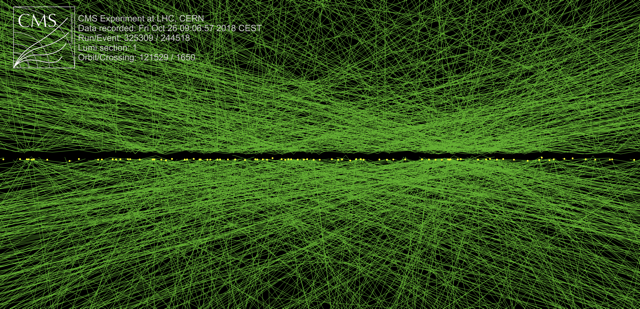 CMS
CMS Experiment at LHC, CERN
Data recorded: Fri Oct 26 09:06:57 2018 CEST
Run/Event: 325309 / 244518
Lumi section: 1
Orbit/Crossing: 121529 / 1650